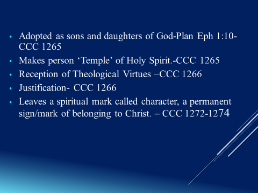 • Adopted as sons and daughters of God-Plan Eph 1:10-
CCC 1265
• Makes person ‘Temple’ of Holy Spirit.-CCC 1265
• Reception of Theological Virtues –CCC 1266
• Justification- CCC 1266
• Leaves a spiritual mark called character, a permanent
sign/mark of belonging to Christ. – CCC 1272-1274